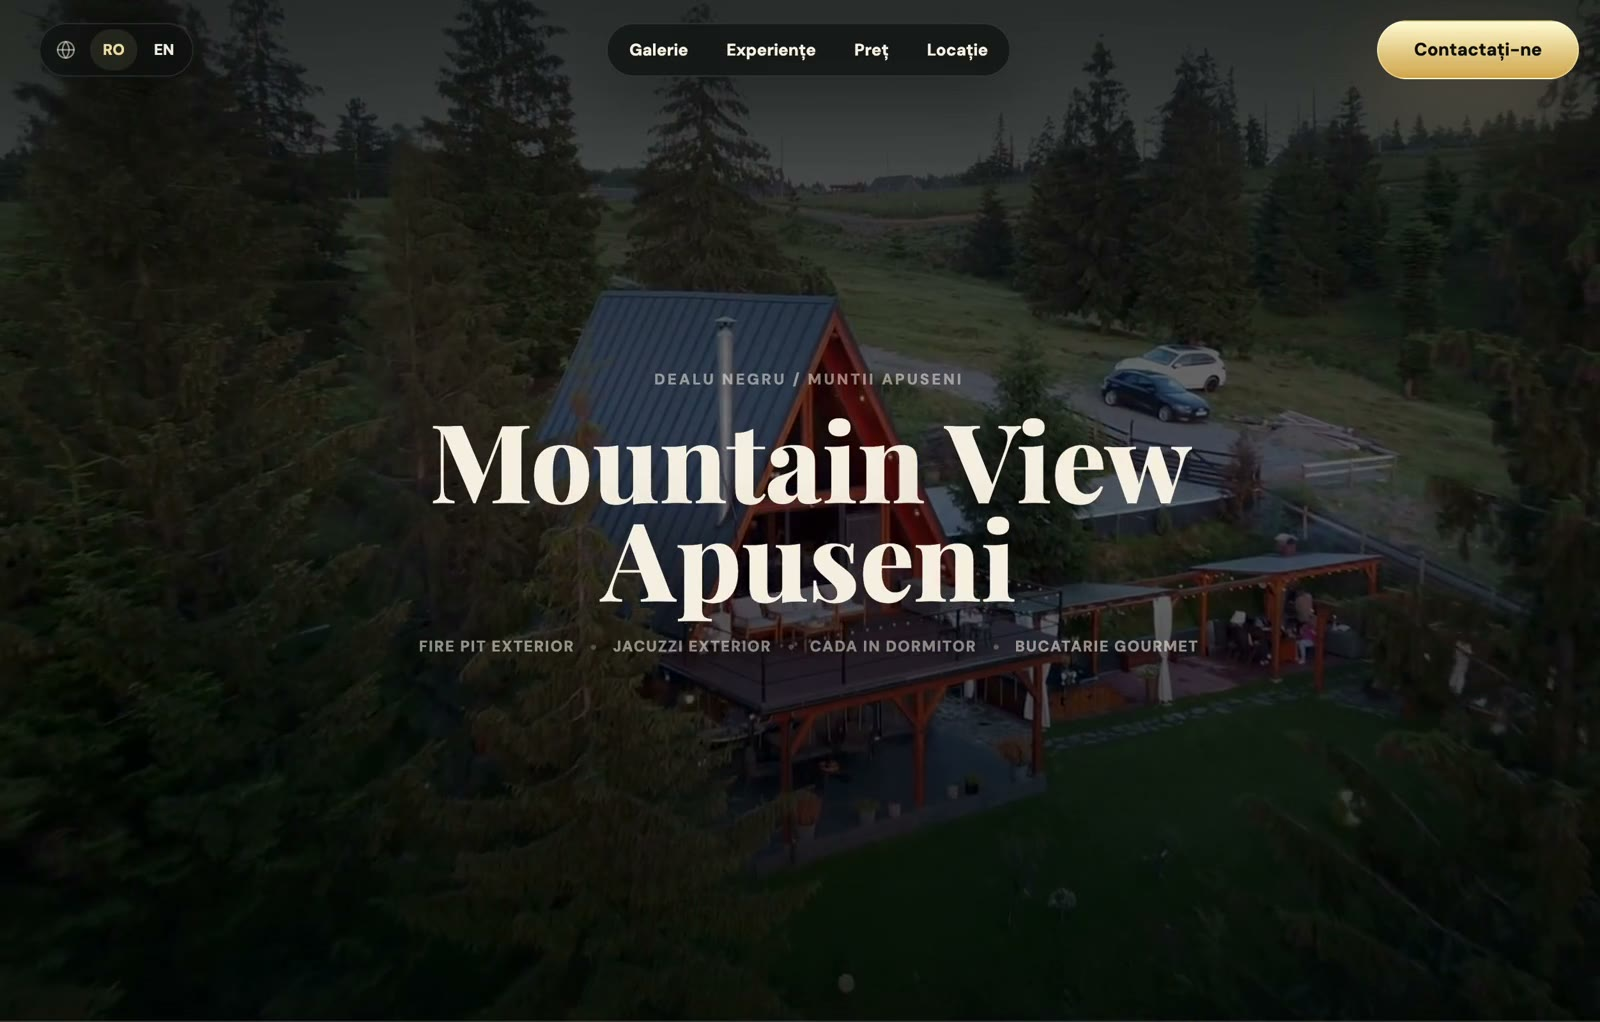 RO EN
Galerie Experiențe Preț Locație
Contactați-ne
DEALU NEGRU / MUNTII APUSENI
Mountain View
Apuseni
FIRE PIT EXTERIOR • JACUZZI EXTERIOR • CADA IN DORMITOR • BUCATARIE GOURMET